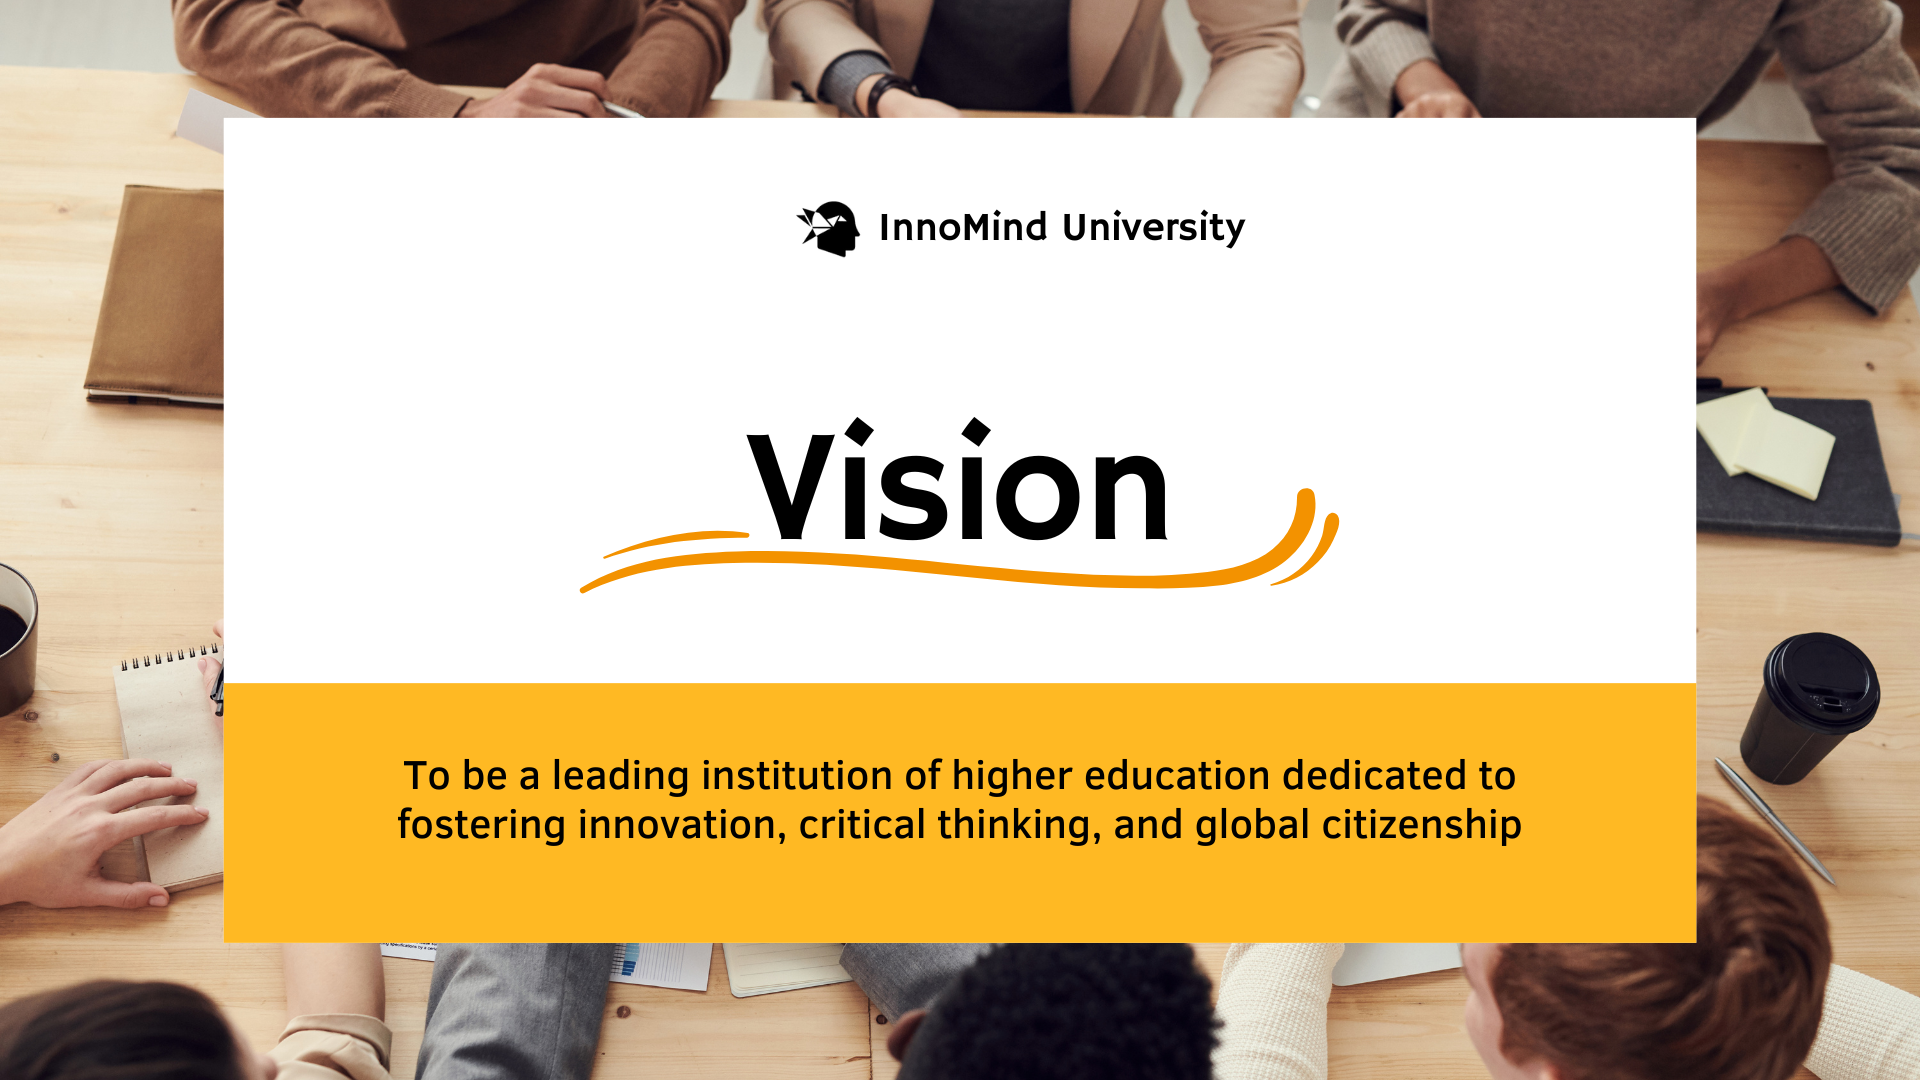 InnoMind University
Vision
To be a leading institution of higher education dedicated to
fostering innovation, critical thinking, and global citizenship